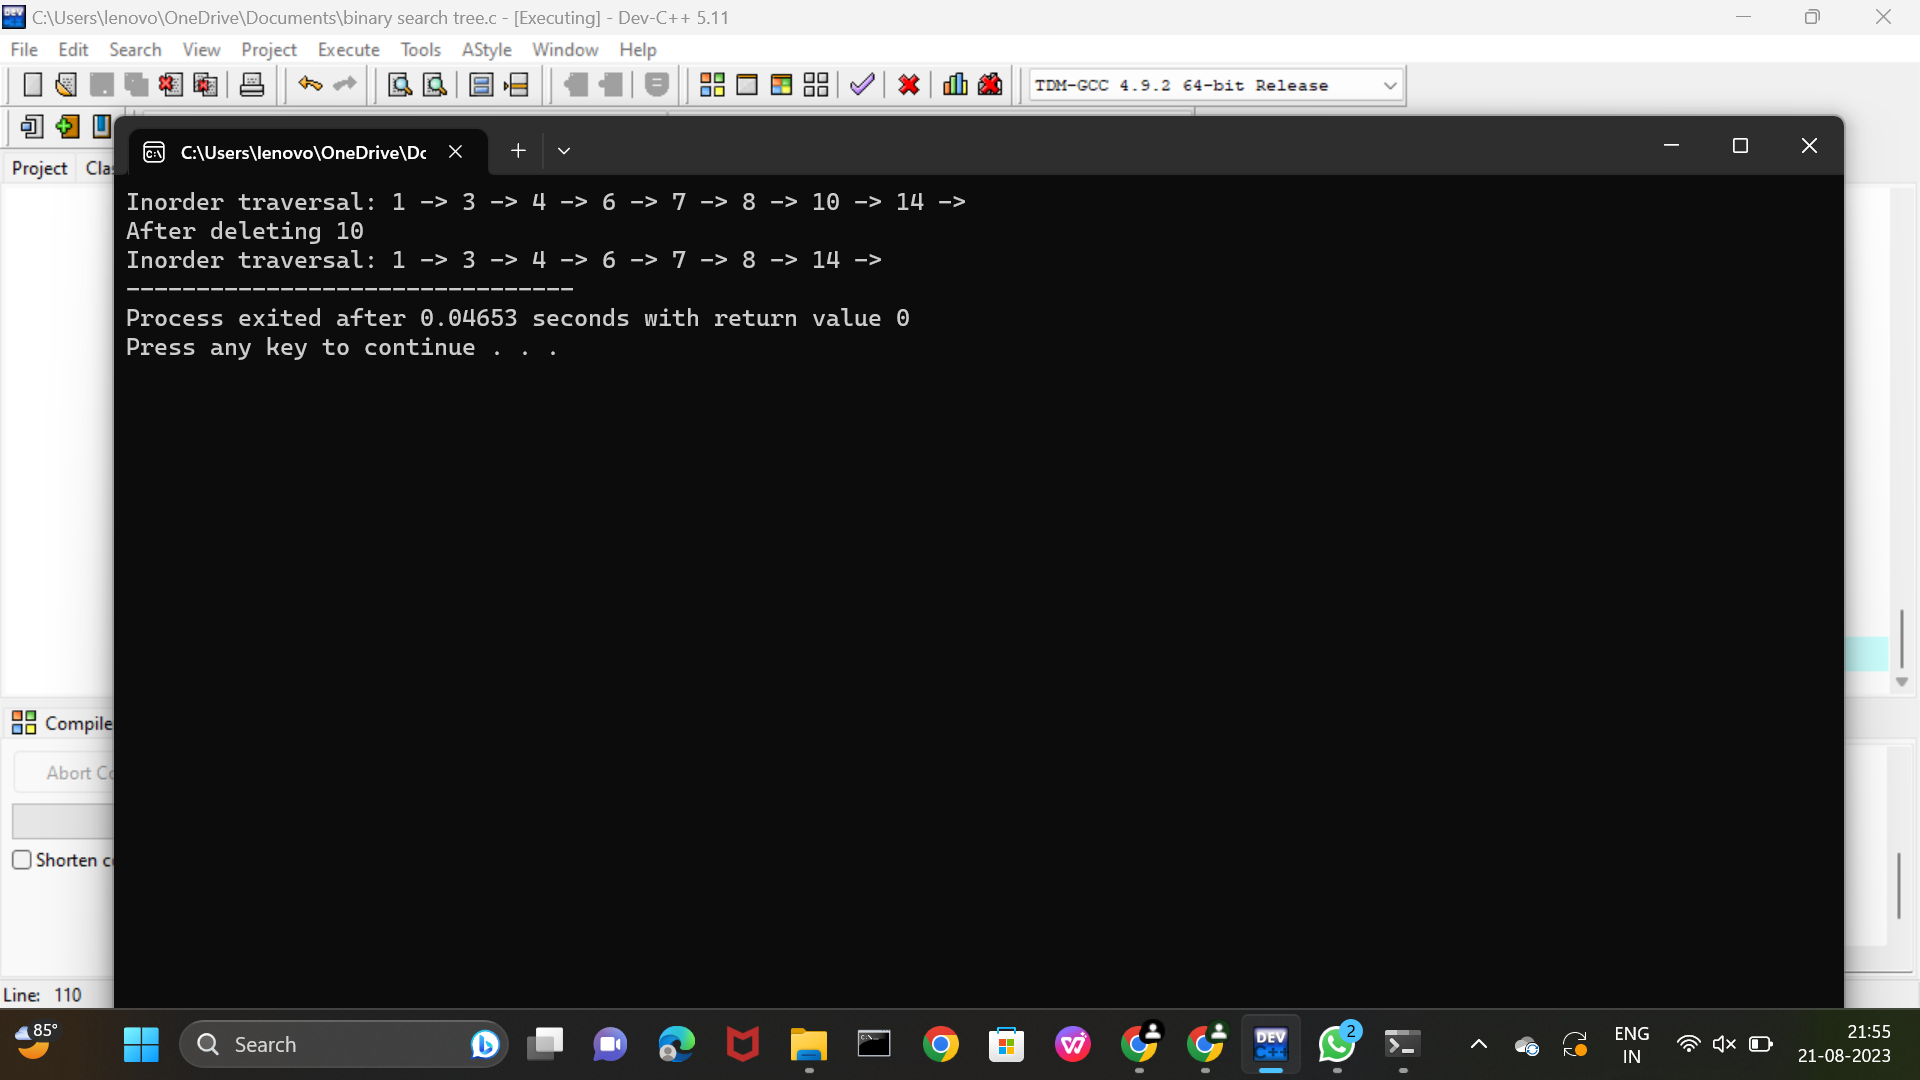 C:\Users\lenovo\OneDrive\Documents\binary search tree.c - [Executing] - Dev-C++ 5.11
File Edit Search View Project Execute Tools AStyle Window Help
TDM-GCC 4.9.2 64-bit Release
C:\Users\lenovo\OneDrive\Dc
Project Clas
Inorder traversal: 1 -> 3 -> 4 -> 6 -> 7 -> 8 -> 10 -> 14 ->
After deleting 10
Inorder traversal: 1 -> 3 -> 4 -> 6 -> 7 -> 8 -> 14 ->
--------------------------------
Process exited after 0.04653 seconds with return value 0
Press any key to continue . . .
Compile
Abort Co
Shorten co
Line: 110
85°
Search
DEV
C++
2
ENG
IN
21:55
21-08-2023